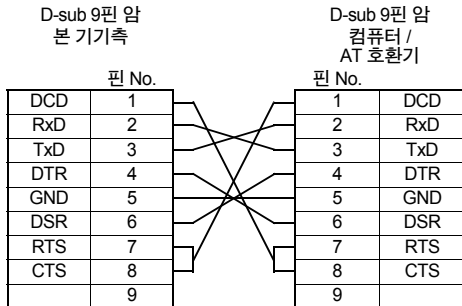 D-sub 9핀 암
본 기기측
D-sub 9핀 암
컴퓨터 /
AT 호환기
핀 No.
핀 No.
DCD 1 1 DCD
RxD 2 2 RxD
TxD 3 3 TxD
DTR 4 4 DTR
GND 5 5 GND
DSR 6 6 DSR
RTS 7 7 RTS
CTS 8 8 CTS
9 9